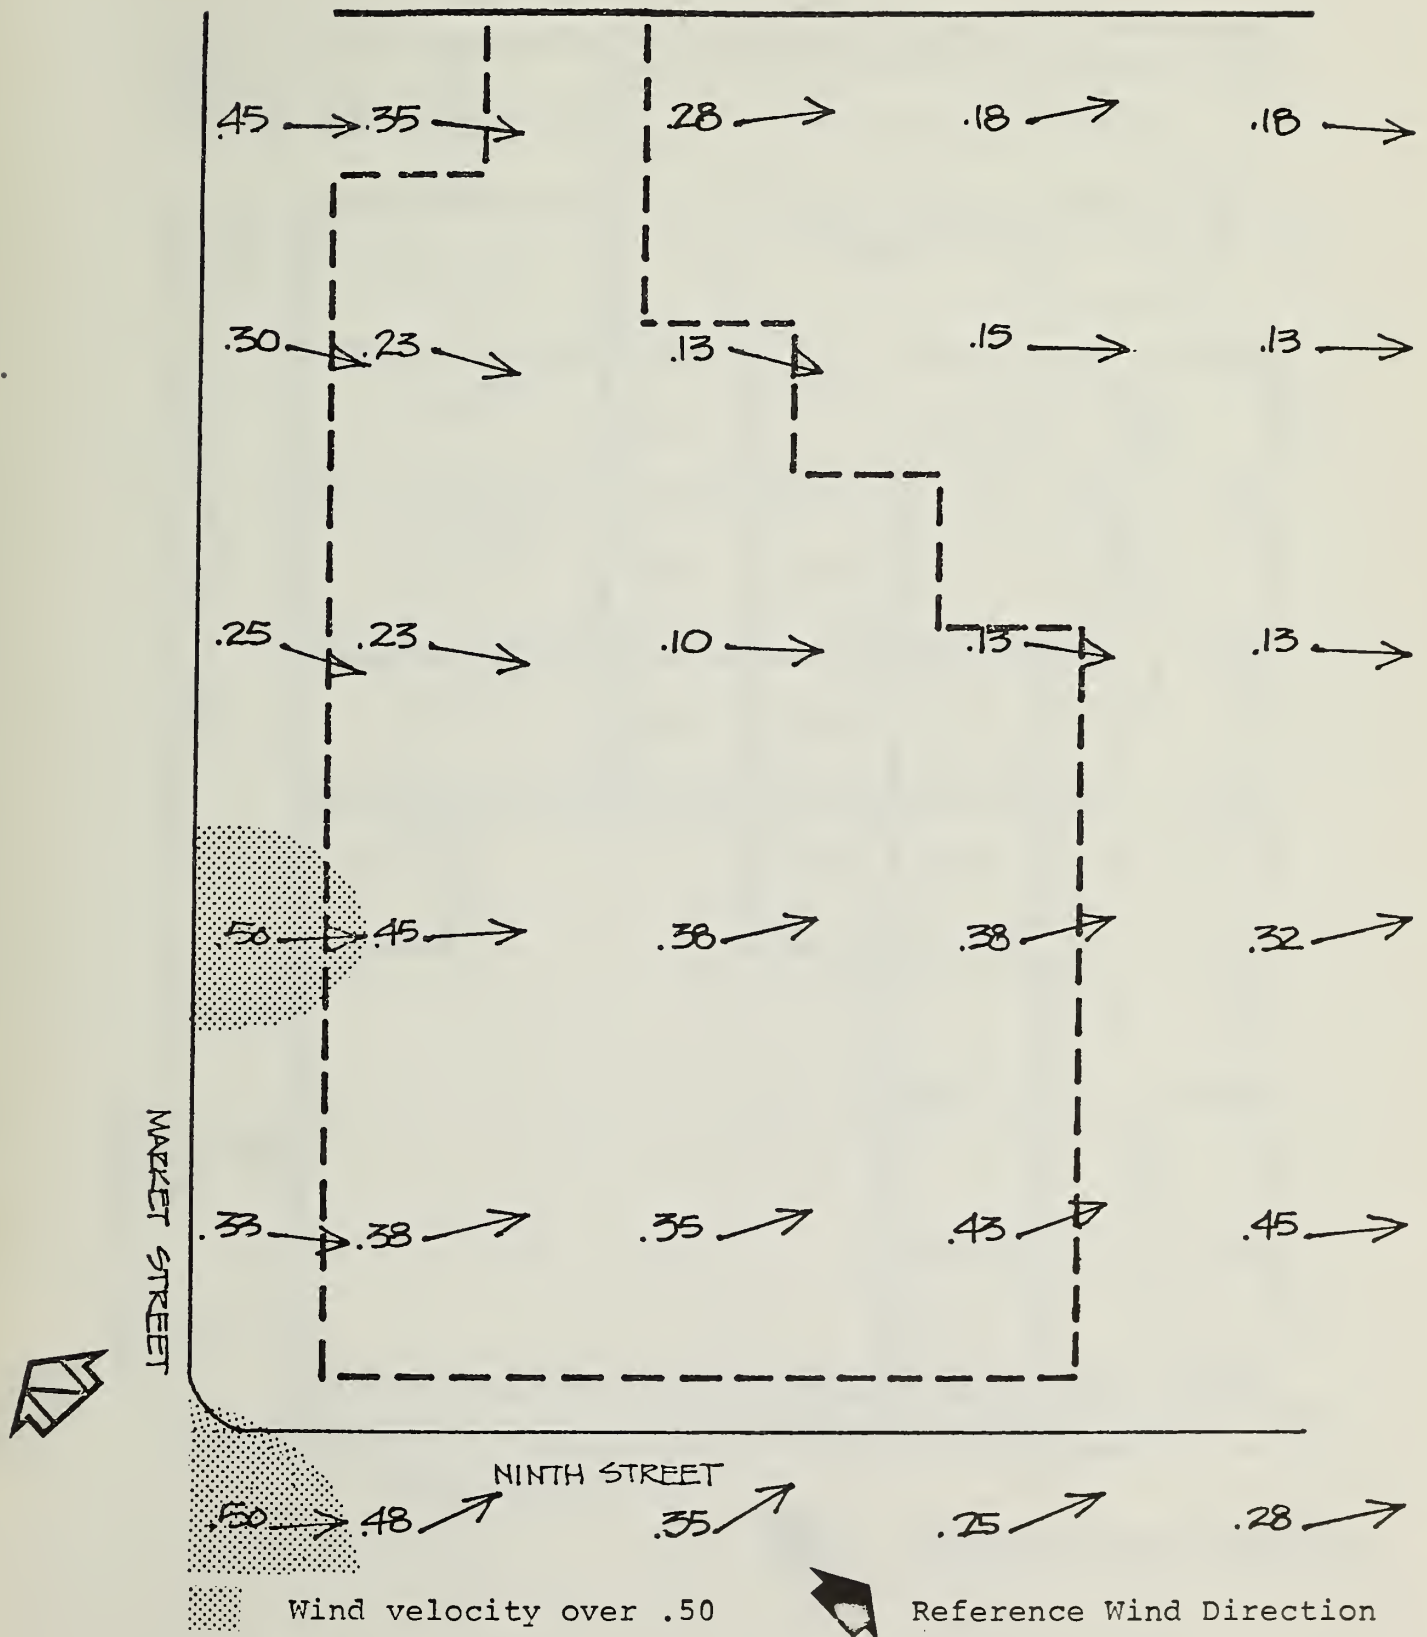 .45 .35 .28 .18 .18
.30 .23 .13 .15 .13
.25 .23 .10 .13 .13
.50 .45 .38 .38 .32
MARKET STREET
.33 .38 .35 .43 .45
NINTH STREET
.50 .48 .35 .25 .28
Wind velocity over .50
Reference Wind Direction